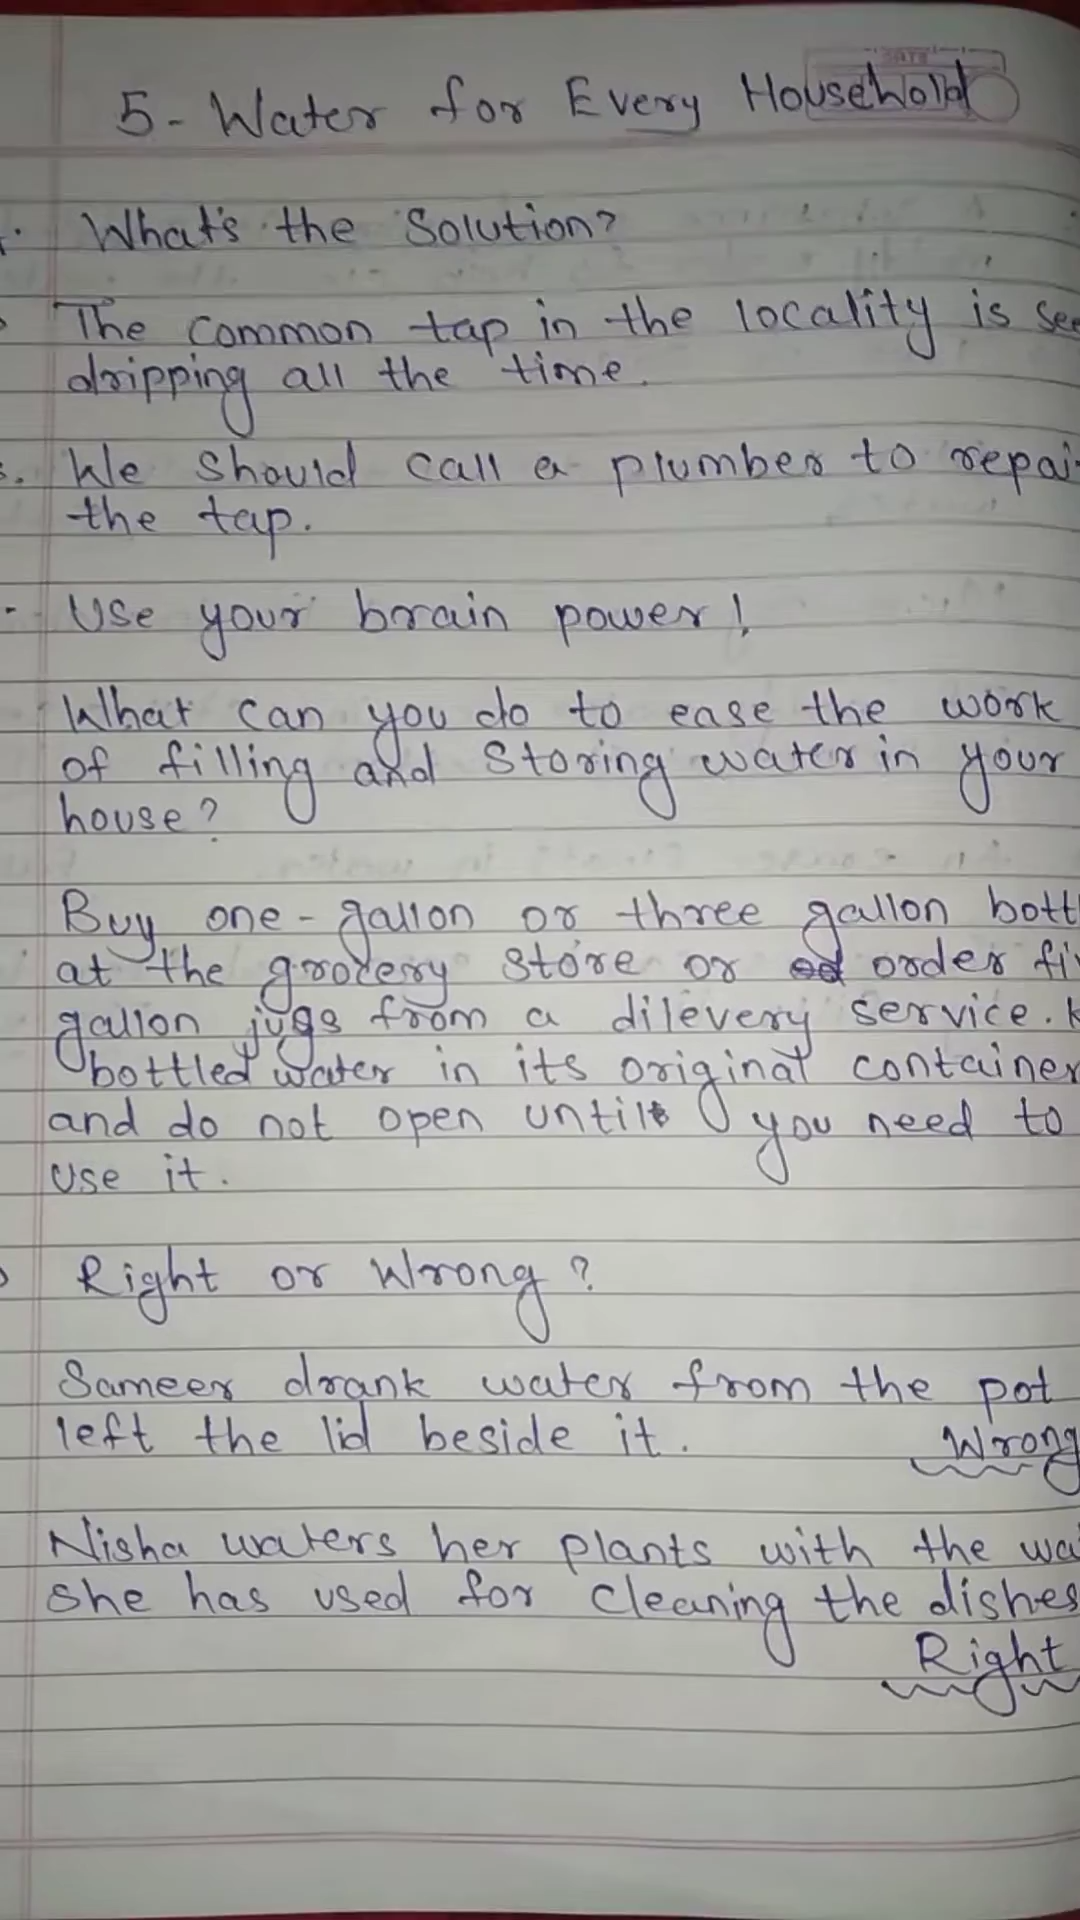 5- Water for Every Household
What's the Solution?
The common tap in the locality is see
dripping all the time.
We should call a plumber to repai
the tap.
Use your brain power!
What can you do to ease the work
of filling and storing water in your
house?
Buy one-gallon or three gallon bott
at the grocery store or order fi
gallon jugs from a dilevery service. K
bottled water in its original container
and do not open until you need to
use it.
Right or Wrong?
Sameer drank water from the pot
left the lid beside it.
Wrong
Nisha waters her plants with the wa
she has used for cleaning the dishes
Right